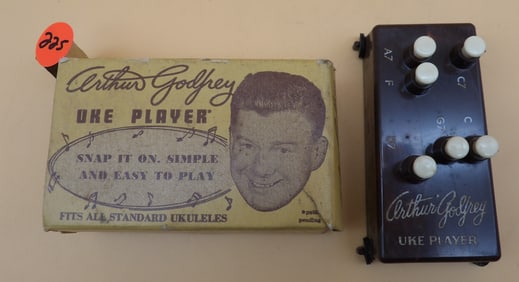 225
Arthur Godfrey
UKE PLAYER
SNAP IT ON. SIMPLE
AND EASY TO PLAY
FITS ALL STANDARD UKULELES
pending
A7
C7
F
C
Arthur Godfrey
UKE PLAYER